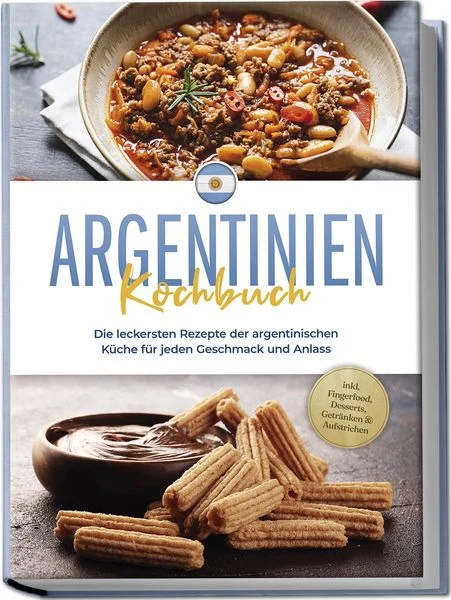 ARGENTINIEN
Kochbuch
Die leckersten Rezepte der argentinischen
Küche für jeden Geschmack und Anlass
inkl.
Fingerfood,
Desserts,
Getränken &
Aufstrichen